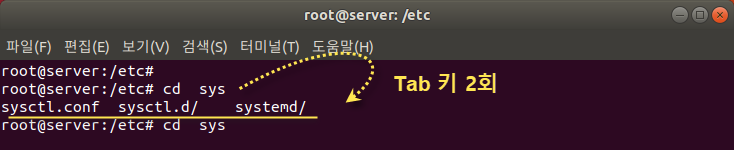 root@server: /etc
파일(F) 편집(E) 보기(V) 검색(S) 터미널(T) 도움말(H)
root@server:/etc#
root@server:/etc# cd  sys
sysctl.conf  sysctl.d/    systemd/
root@server:/etc# cd  sys
Tab 키 2회